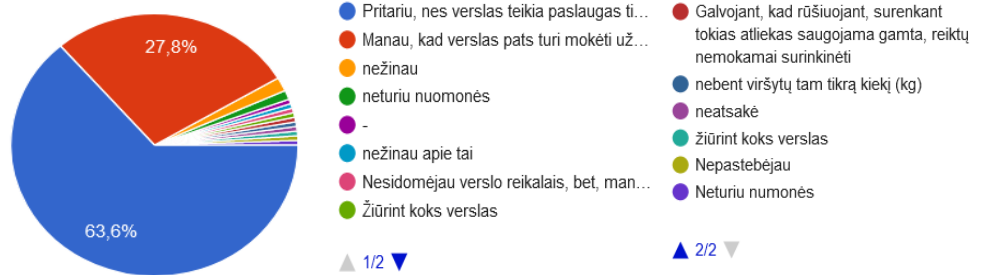 27,8%
63,6%
Pritariu, nes verslas teikia paslaugas ti…
Manau, kad verslas pats turi mokėti už…
nežinau
neturiu nuomonės
-
nežinau apie tai
Nesidomėjau verslo reikalais, bet, man…
Žiūrint koks verslas
1/2
Galvojant, kad rūšiuojant, surenkant
tokias atliekas saugojama gamta, reiktų
nemokamai surinkinėti
nebent viršytų tam tikrą kiekį (kg)
neatsakė
žiūrint koks verslas
Nepastebėjau
Neturiu numonės
2/2